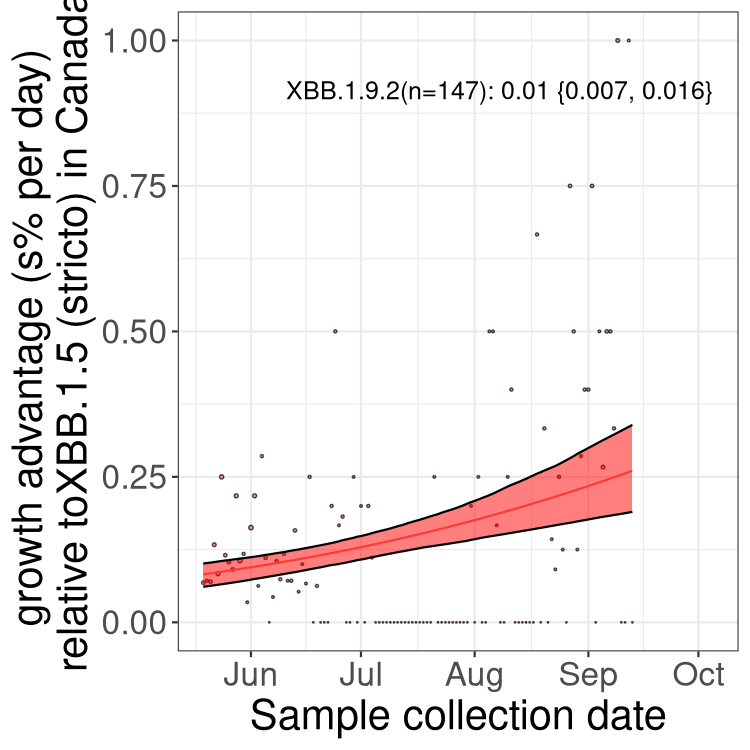 growth advantage (s% per day)
relative toXBB.1.5 (stricto) in Canada
1.00
0.75
0.50
0.25
0.00
XBB.1.9.2(n=147): 0.01 {0.007, 0.016}
Jun Jul Aug Sep Oct
Sample collection date